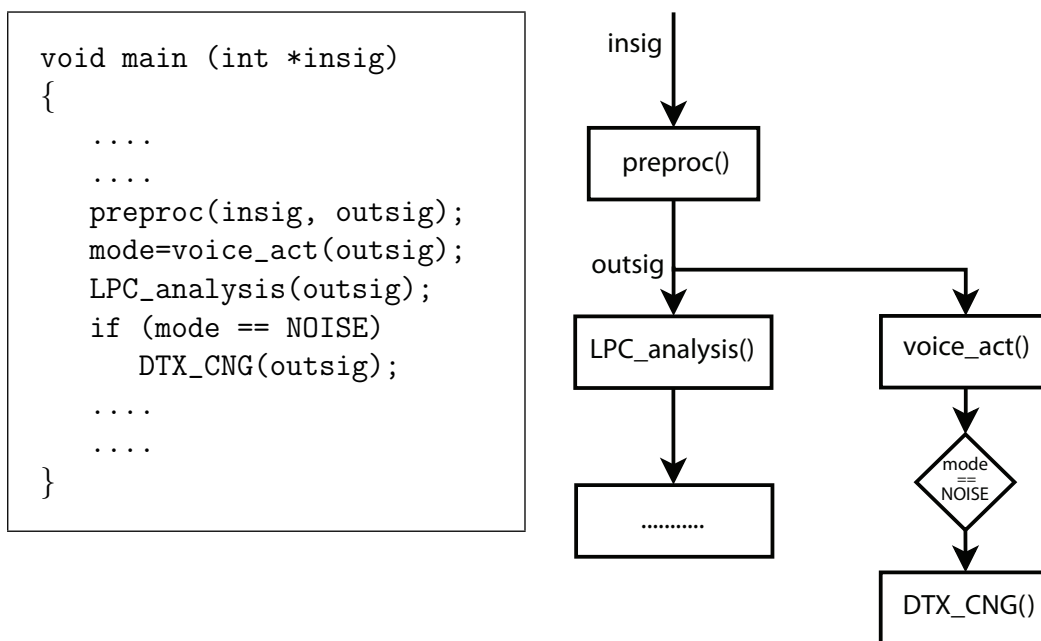 void main (int *insig)
{
....
....
preproc(insig, outsig);
mode=voice_act(outsig);
LPC_analysis(outsig);
if (mode == NOISE)
DTX_CNG(outsig);
....
....
}
insig
preproc()
outsig
LPC_analysis()
voice_act()
mode
==
NOISE
...........
DTX_CNG()